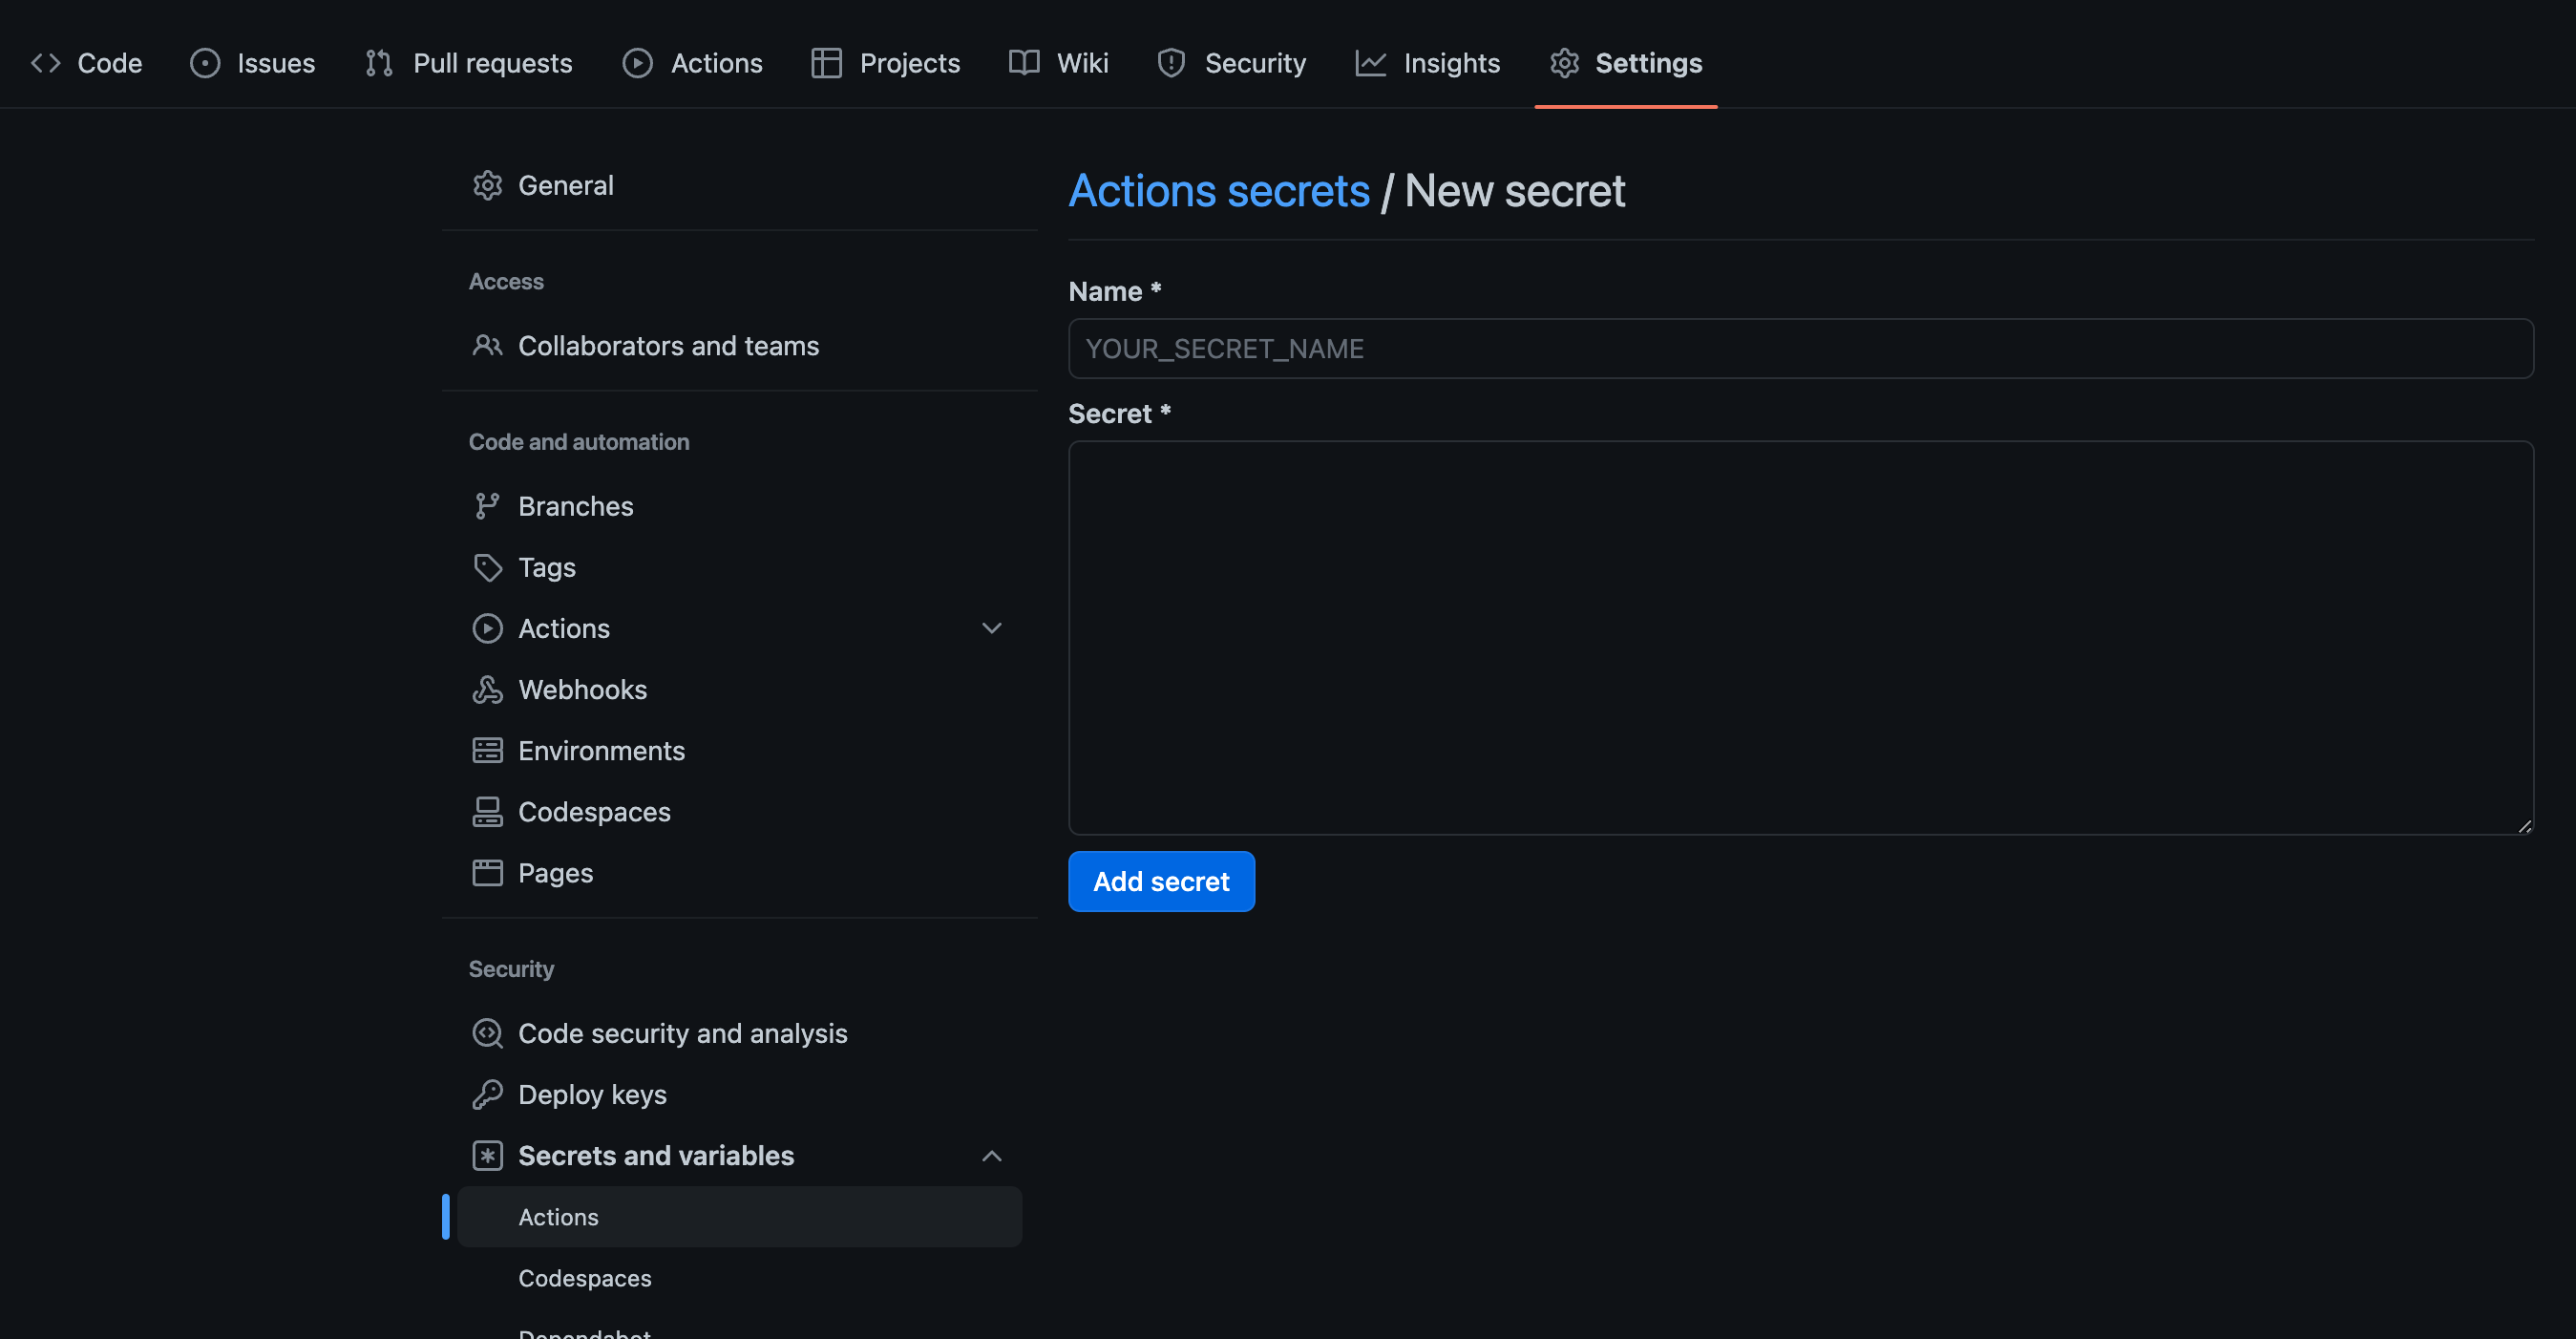 Code Issues Pull requests Actions Projects Wiki Security Insights Settings
General
Access
Collaborators and teams
Code and automation
Branches
Tags
Actions
Webhooks
Environments
Codespaces
Pages
Security
Code security and analysis
Deploy keys
Secrets and variables
Actions
Codespaces
Dependabot
Actions secrets / New secret
Name *
YOUR_SECRET_NAME
Secret *
Add secret